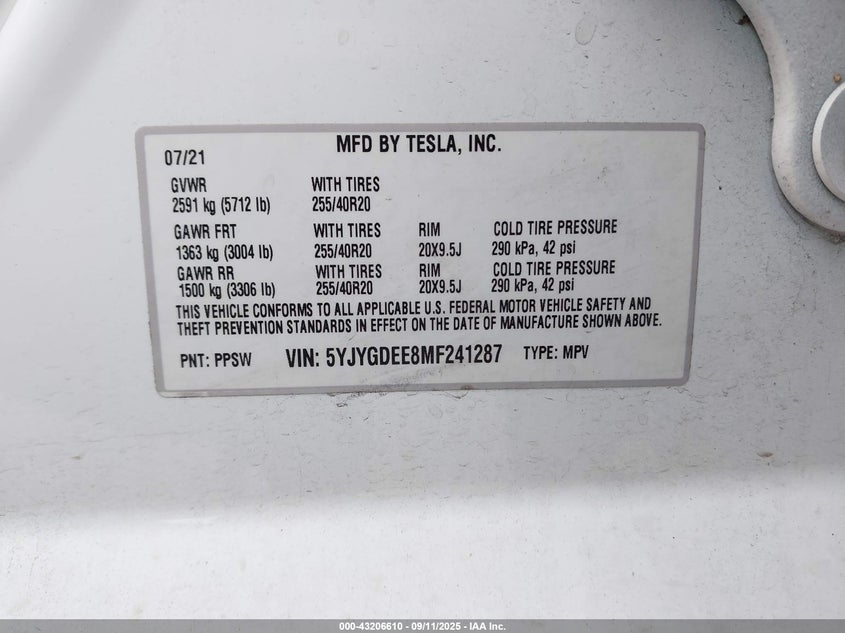 MFD BY TESLA, INC.
07/21
GVWR WITH TIRES
2591 kg (5712 lb) 255/40R20
GAWR FRT WITH TIRES RIM COLD TIRE PRESSURE
1363 kg (3004 lb) 255/40R20 20X9.5J 290 kPa, 42 psi
GAWR RR WITH TIRES RIM COLD TIRE PRESSURE
1500 kg (3306 lb) 255/40R20 20X9.5J 290 kPa, 42 psi
THIS VEHICLE CONFORMS TO ALL APPLICABLE U.S. FEDERAL MOTOR VEHICLE SAFETY AND
THEFT PREVENTION STANDARDS IN EFFECT ON THE DATE OF MANUFACTURE SHOWN ABOVE.
PNT: PPSW VIN: 5YJYGDEE8MF241287 TYPE: MPV
000-43206610 - 09/11/2025 - IAA Inc.